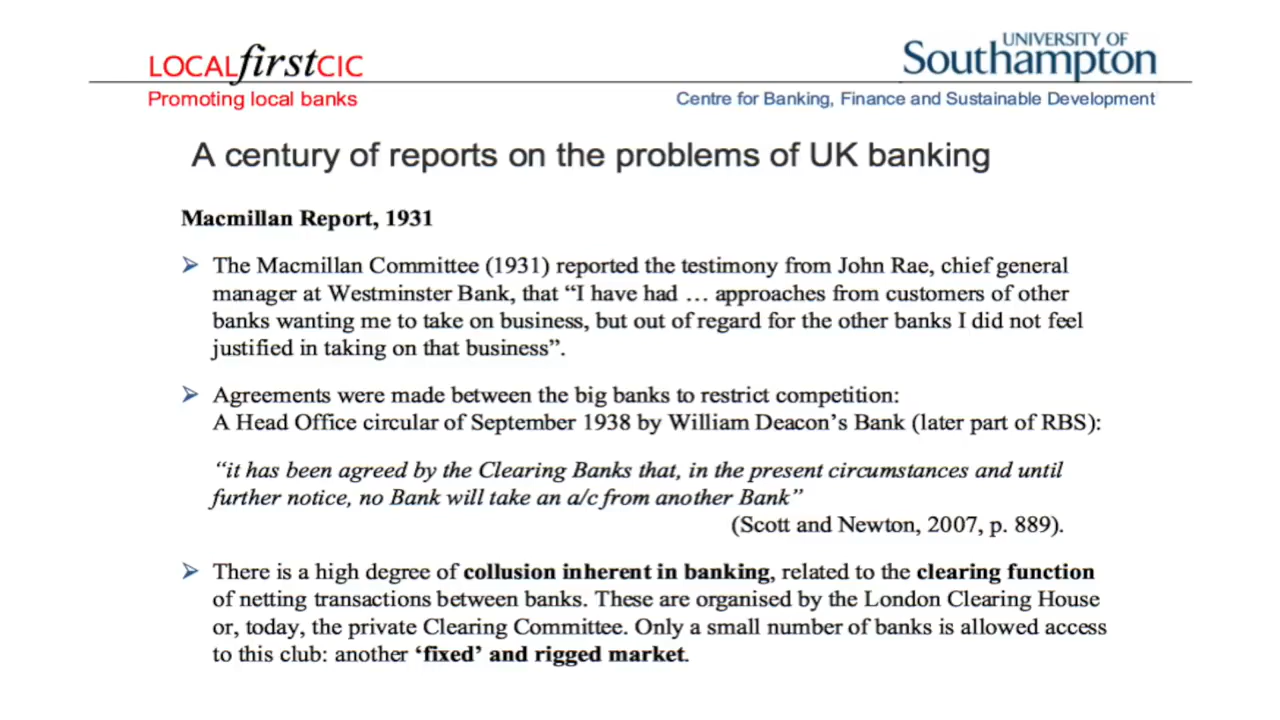 LOCALfirstCIC
UNIVERSITY OF
Southampton
Promoting local banks
Centre for Banking, Finance and Sustainable Development
A century of reports on the problems of UK banking
Macmillan Report, 1931
➢ The Macmillan Committee (1931) reported the testimony from John Rae, chief general
manager at Westminster Bank, that “I have had … approaches from customers of other
banks wanting me to take on business, but out of regard for the other banks I did not feel
justified in taking on that business”.
➢ Agreements were made between the big banks to restrict competition:
A Head Office circular of September 1938 by William Deacon’s Bank (later part of RBS):
“it has been agreed by the Clearing Banks that, in the present circumstances and until
further notice, no Bank will take an a/c from another Bank”
(Scott and Newton, 2007, p. 889).
➢ There is a high degree of collusion inherent in banking, related to the clearing function
of netting transactions between banks. These are organised by the London Clearing House
or, today, the private Clearing Committee. Only a small number of banks is allowed access
to this club: another ‘fixed’ and rigged market.